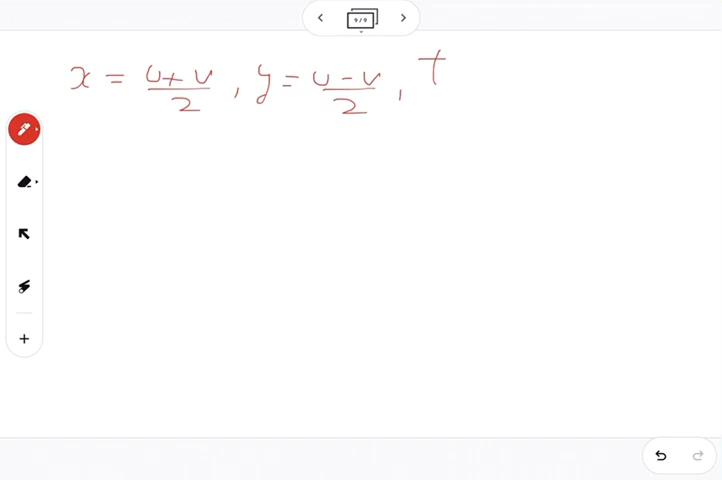 9/9
x = u+v/2, y = u-v/2, T